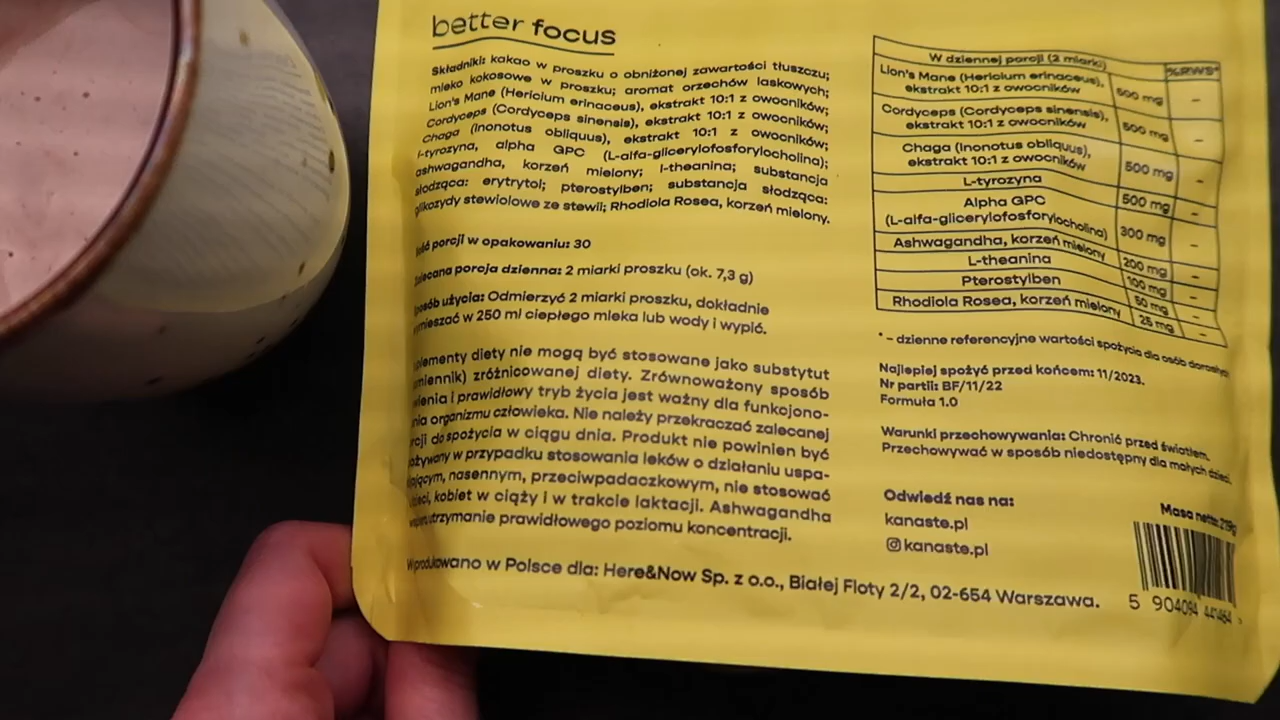 better focus
Składniki: kakao w proszku o obniżonej zawartości tłuszczu;
mleko kokosowe w proszku; aromat orzechów laskowych;
Lion's Mane (Hericium erinaceus), ekstrakt 10:1 z owocników;
Cordyceps (Cordyceps sinensis), ekstrakt 10:1 z owocników;
Chaga (Inonotus obliquus), ekstrakt 10:1 z owocników;
l-tyrozyna, alpha GPC (L-alfa-glicerylofosforylocholina);
ashwagandha, korzeń mielony; l-theanina; substancja
słodząca: erytrytol; pterostylben; substancja słodząca:
glikozydy stewiolowe ze stewii; Rhodiola Rosea, korzeń mielony.
Ilość porcji w opakowaniu: 30
Zalecana porcja dzienna: 2 miarki proszku (ok. 7,3 g)
Sposób użycia: Odmierzyć 2 miarki proszku, dokładnie
wymieszać w 250 ml ciepłego mleka lub wody i wypić.
diety nie mogą być stosowane jako substytut
zróżnicowanej diety. Zrównoważony sposób
i prawidłowy tryb życia jest ważny dla funkcjono-
organizmu człowieka. Nie należy przekraczać zalecanej
do spożycia w ciągu dnia. Produkt nie powinien być
w przypadku stosowania leków o działaniu uspa-
nasennym, przeciwpadaczkowym, nie stosować
kobiet w ciąży i w trakcie laktacji. Ashwagandha
utrzymanie prawidłowego poziomu koncentracji.
Wyprodukowano w Polsce dla: Here&Now Sp. z o.o., Białej Floty 2/2, 02-654 Warszawa.
W dziennej porcji (2 miarki) %RWS*
Lion's Mane (Hericium erinaceus),
ekstrakt 10:1 z owocników 500 mg –
Cordyceps (Cordyceps sinensis),
ekstrakt 10:1 z owocników 500 mg –
Chaga (Inonotus obliquus),
ekstrakt 10:1 z owocników 500 mg –
L-tyrozyna 500 mg –
Alpha GPC
(L-alfa-glicerylofosforylocholina) 300 mg –
Ashwagandha, korzeń mielony 200 mg –
L-theanina 100 mg –
Pterostylben 50 mg –
Rhodiola Rosea, korzeń mielony 25 mg –
* – dzienne referencyjne wartości spożycia dla osób dorosłych
Najlepiej spożyć przed końcem: 11/2023.
Nr partii: BF/11/22
Formuła 1.0
Warunki przechowywania: Chronić przed światłem.
Przechowywać w sposób niedostępny dla małych dzieci.
Odwiedź nas na:
kanaste.pl
kanaste.pl
Masa netto: 219g
5 904094 441464 >